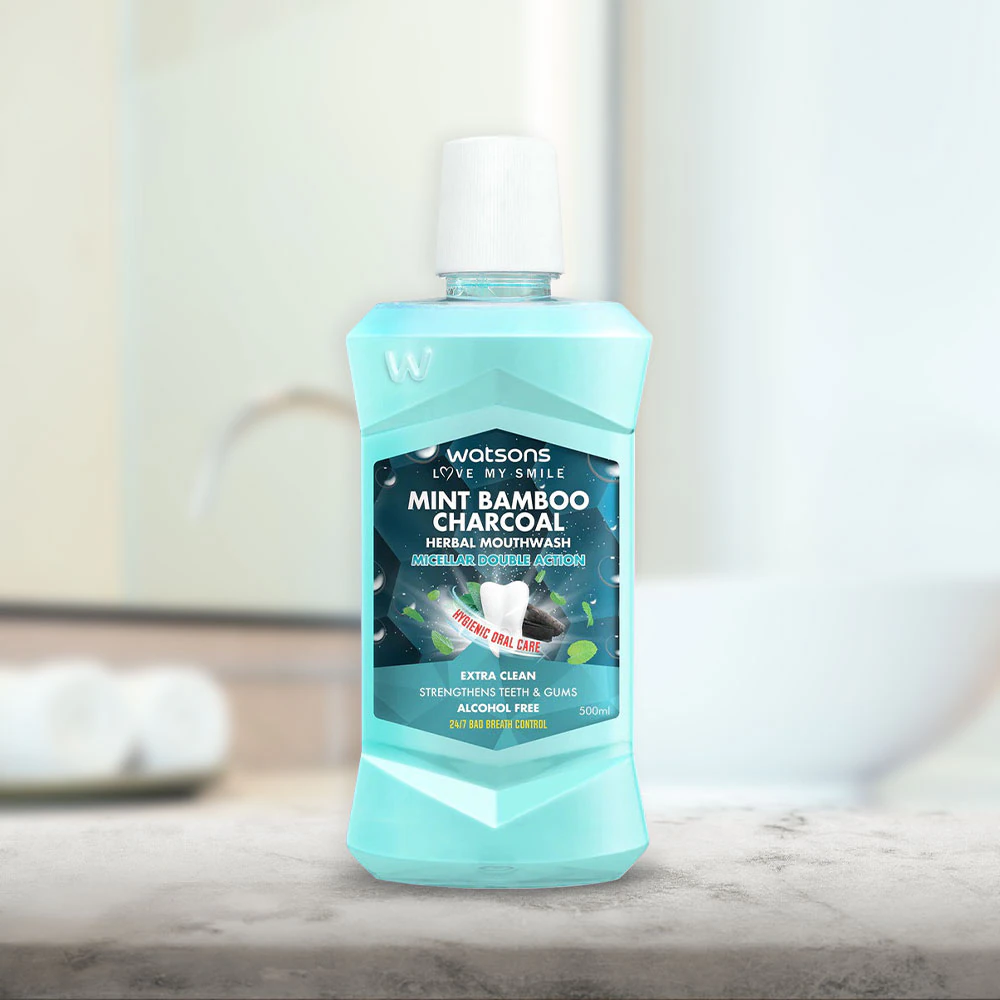 W
watsons
LOVE MY SMILE
MINT BAMBOO
CHARCOAL
HERBAL MOUTHWASH
MICELLAR DOUBLE ACTION
HYGIENIC ORAL CARE
EXTRA CLEAN
STRENGTHENS TEETH & GUMS
ALCOHOL FREE
500ml
24/7 BAD BREATH CONTROL